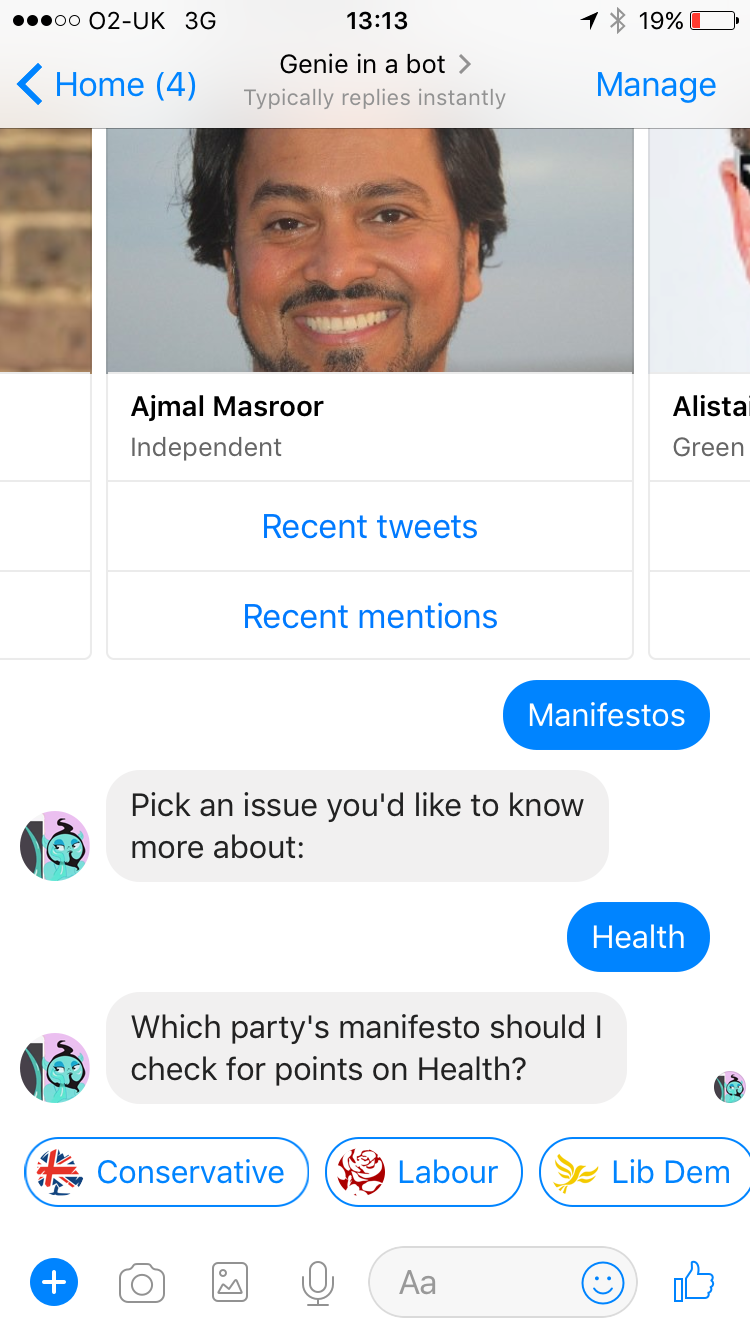 O2-UK 3G 13:13 19%
Home (4) Genie in a bot Manage
Typically replies instantly
Ajmal Masroor
Independent
Recent tweets
Recent mentions
Alistai
Green
Manifestos
Pick an issue you'd like to know
more about:
Health
Which party's manifesto should I
check for points on Health?
Conservative Labour Lib Dem
Aa